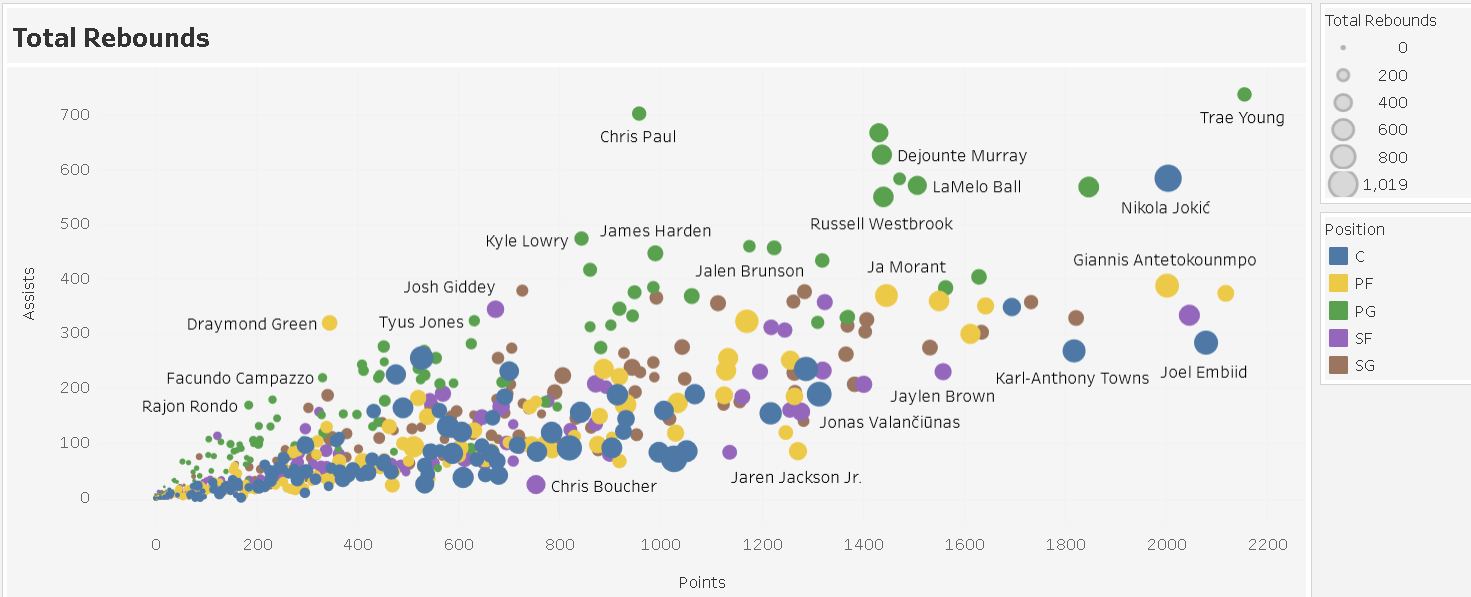 Total Rebounds
700
600
500
400
300
200
100
0
Assists
Trae Young
Chris Paul
Dejounte Murray
LaMelo Ball
Nikola Jokić
Russell Westbrook
James Harden
Kyle Lowry
Giannis Antetokounmpo
Ja Morant
Jalen Brunson
Josh Giddey
Draymond Green
Tyus Jones
Facundo Campazzo
Karl-Anthony Towns
Joel Embiid
Jaylen Brown
Rajon Rondo
Jonas Valančiūnas
Jaren Jackson Jr.
Chris Boucher
0
200
400
600
800
1000
1200
1400
1600
1800
2000
2200
Points
Total Rebounds
0
200
400
600
800
1,019
Position
C
PF
PG
SF
SG